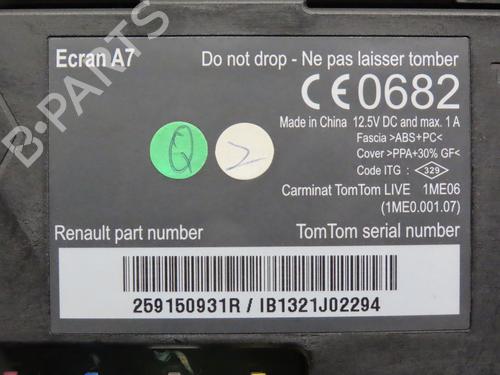 B-PARTS
Ecran A7
Do not drop - Ne pas laisser tomber
CE0682
Made in China 12.5V DC and max. 1 A
Fascia >ABS+PC<
Cover >PPA+30% GF<
Code ITG : 329
Carminat TomTom LIVE 1ME06
(1ME0.001.07)
Q
2
Renault part number
TomTom serial number
259150931R / IB1321J02294